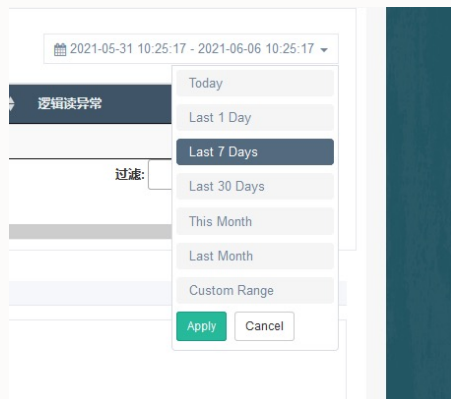 2021-05-31 10:25:17 - 2021-06-06 10:25:17
逻辑读异常
过滤:
Today
Last 1 Day
Last 7 Days
Last 30 Days
This Month
Last Month
Custom Range
Apply
Cancel